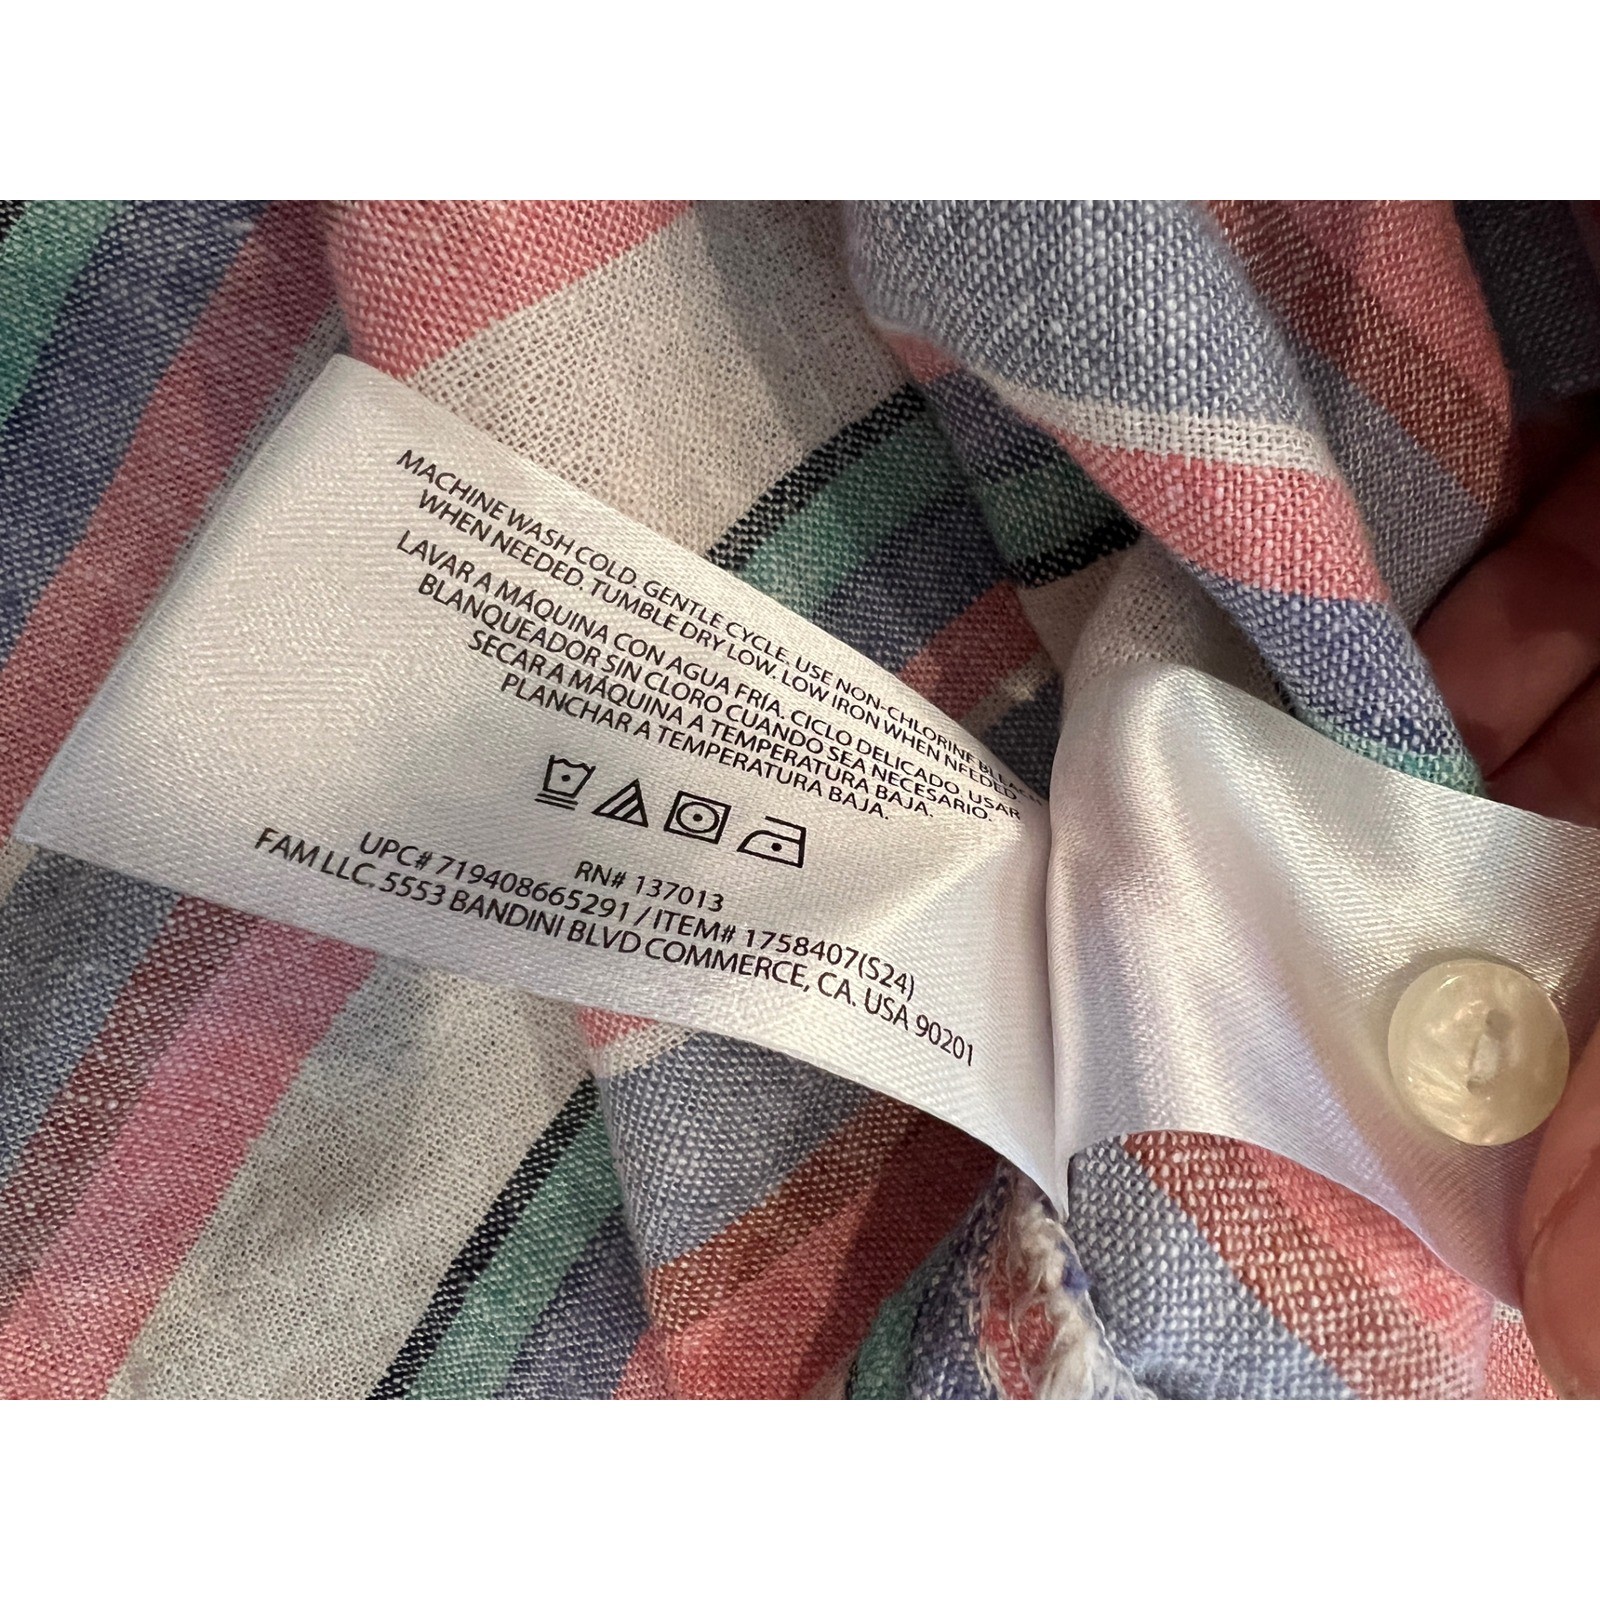 MACHINE WASH COLD. GENTLE CYCLE. USE NON-CHLORINE BLEACH
WHEN NEEDED. TUMBLE DRY LOW. LOW IRON WHEN NEEDED
LAVAR A MÁQUINA CON AGUA FRÍA. CICLO DELICADO. USAR
BLANQUEADOR SIN CLORO CUANDO SEA NECESARIO.
SECAR A MÁQUINA A TEMPERATURA BAJA.
PLANCHAR A TEMPERATURA BAJA.
RN# 137013
UPC# 719408665291 / ITEM# 1758407(S24)
FAM LLC. 5553 BANDINI BLVD COMMERCE, CA. USA 90201